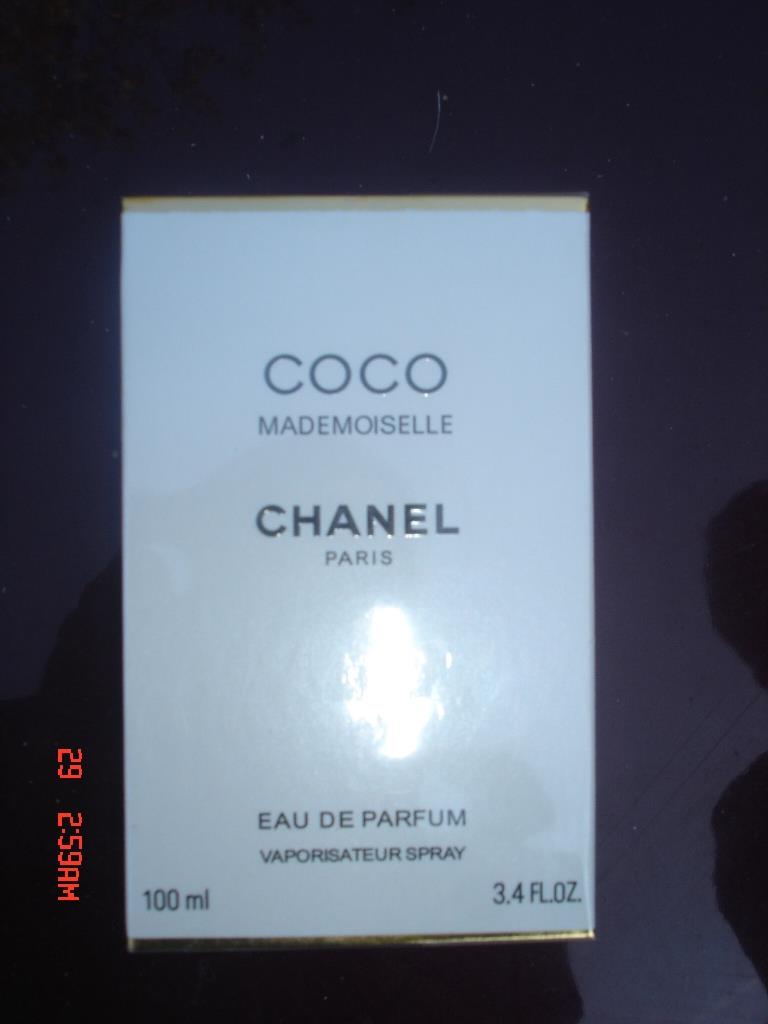 COCO
MADEMOISELLE
CHANEL
PARIS
EAU DE PARFUM
VAPORISATEUR SPRAY
100 ml 3.4 FL.OZ.
29 2:59AM